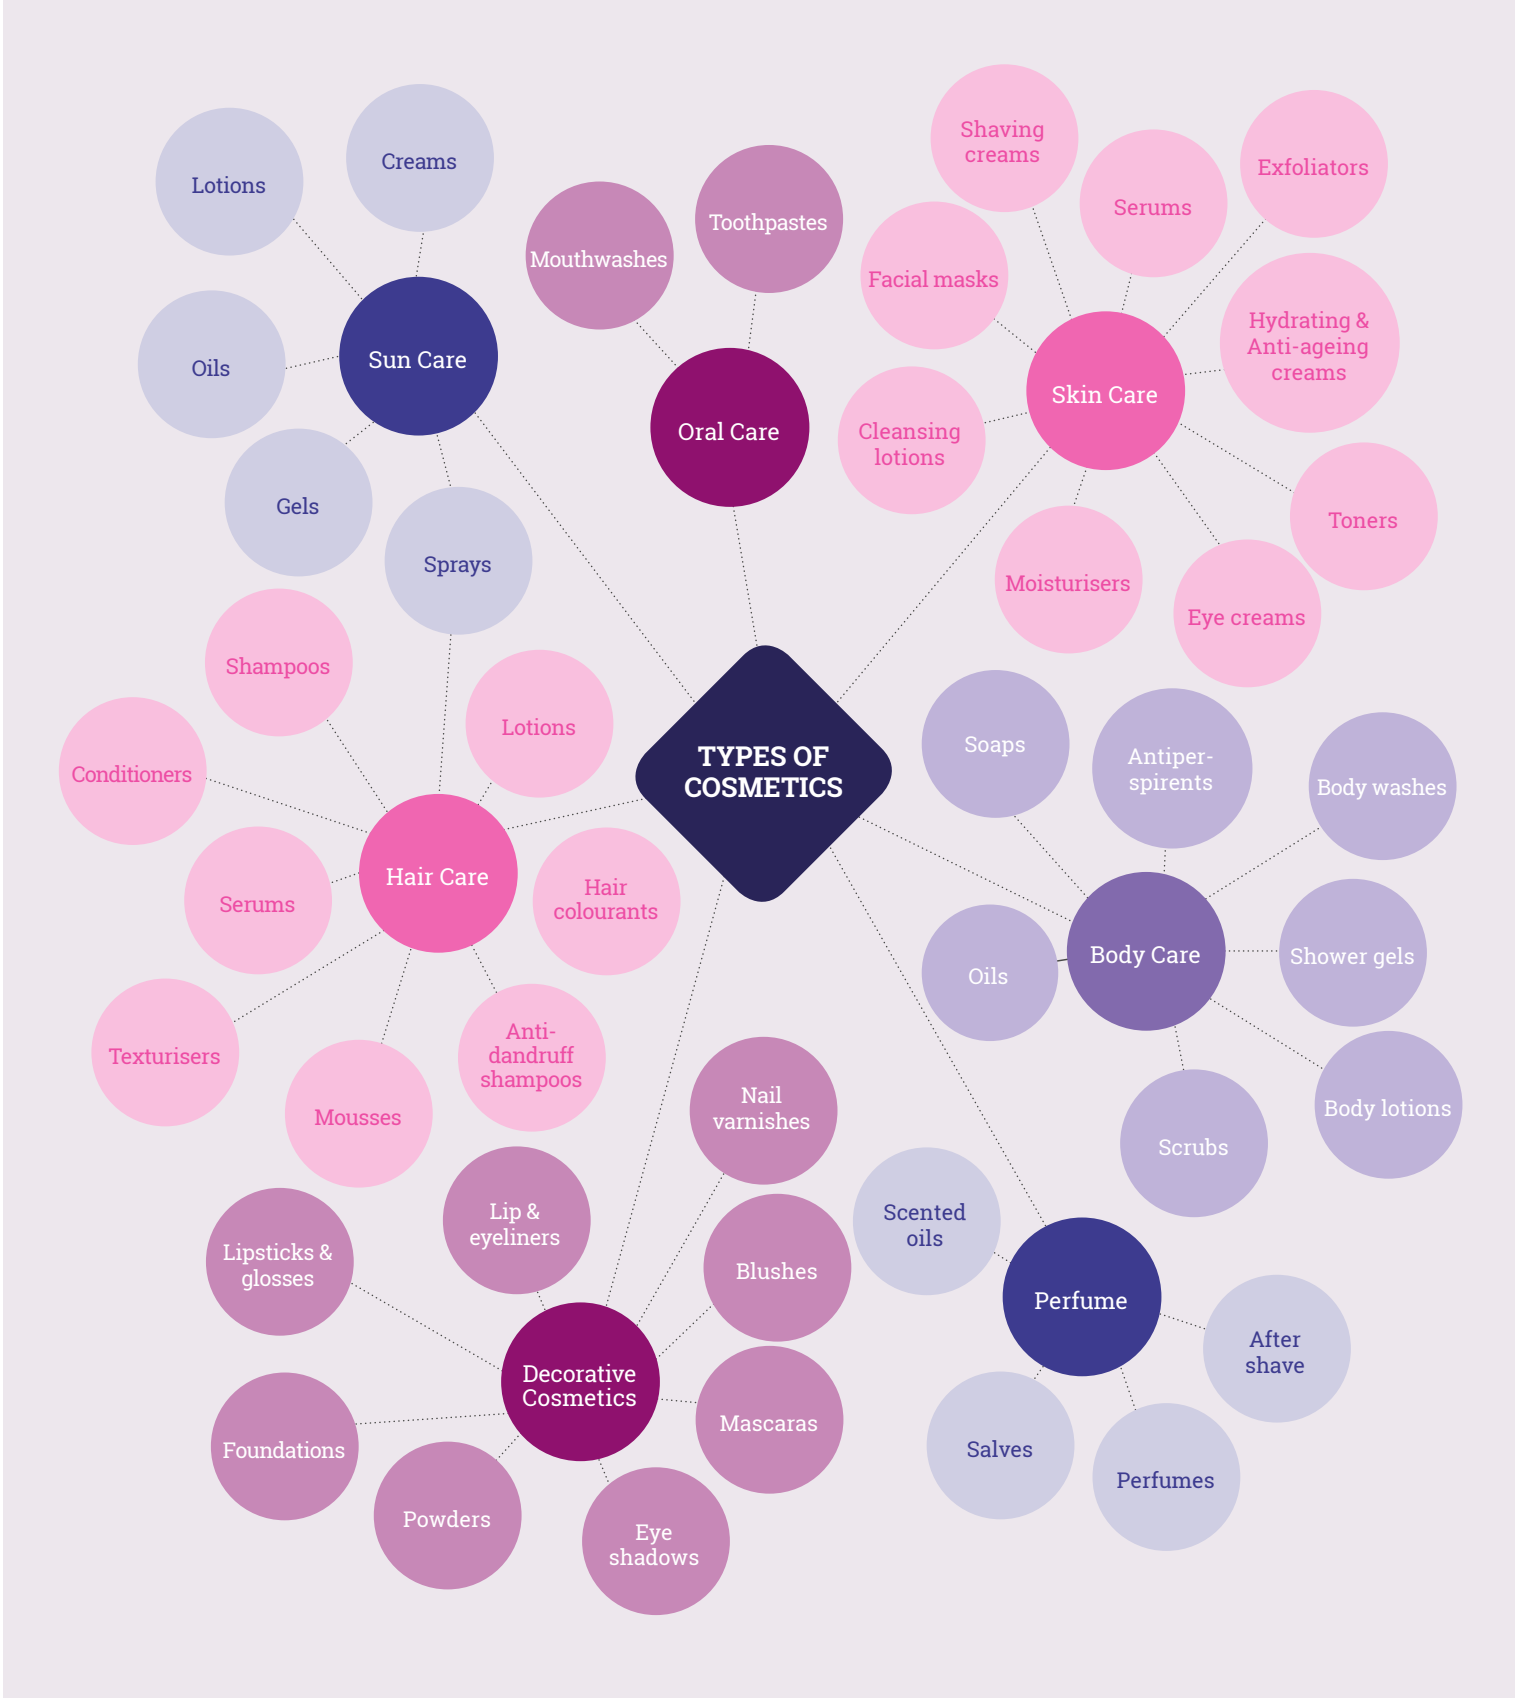 TYPES OF
COSMETICS
Sun Care
Lotions
Creams
Oils
Gels
Sprays
Oral Care
Mouthwashes
Toothpastes
Skin Care
Shaving
creams
Serums
Exfoliators
Facial masks
Hydrating &
Anti-ageing
creams
Cleansing
lotions
Toners
Moisturisers
Eye creams
Hair Care
Shampoos
Lotions
Conditioners
Serums
Hair
colourants
Texturisers
Mousses
Anti-
dandruff
shampoos
Body Care
Soaps
Antiper-
spirents
Body washes
Oils
Shower gels
Body lotions
Scrubs
Decorative
Cosmetics
Nail
varnishes
Lip &
eyeliners
Lipsticks &
glosses
Blushes
Mascaras
Foundations
Powders
Eye
shadows
Perfume
Scented
oils
After
shave
Salves
Perfumes